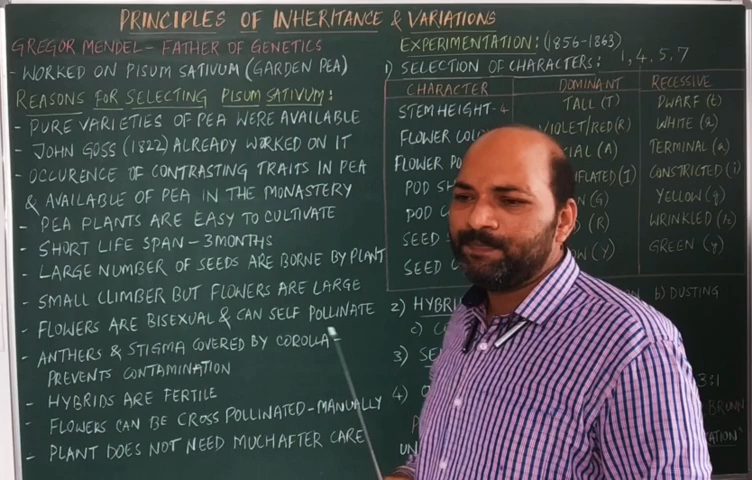 PRINCIPLES OF INHERITANCE & VARIATIONS
GREGOR MENDEL - FATHER OF GENETICS
- WORKED ON PISUM SATIVUM (GARDEN PEA)
REASONS FOR SELECTING PISUM SATIVUM:
- PURE VARIETIES OF PEA WERE AVAILABLE
- JOHN GOSS (1822) ALREADY WORKED ON IT
- OCCURENCE OF CONTRASTING TRAITS IN PEA
& AVAILABLE OF PEA IN THE MONASTERY
- PEA PLANTS ARE EASY TO CULTIVATE
- SHORT LIFE SPAN - 3 MONTHS
- LARGE NUMBER OF SEEDS ARE BORNE BY PLANT
- SMALL CLIMBER BUT FLOWERS ARE LARGE
- FLOWERS ARE BISEXUAL & CAN SELF POLLINATE
- ANTHERS & STIGMA COVERED BY COROLLA -
PREVENTS CONTAMINATION
- HYBRIDS ARE FERTILE
- FLOWERS CAN BE CROSS POLLINATED - MANUALLY
- PLANT DOES NOT NEED MUCH AFTER CARE
EXPERIMENTATION: (1856-1863)
1) SELECTION OF CHARACTERS: 1, 4, 5, 7
CHARACTER DOMINANT RECESSIVE
STEM HEIGHT - 4 TALL (T) DWARF (t)
FLOWER VIOLET/RED (R) WHITE (r)
FLOWER (A) TERMINAL (a)
POD (I) CONSTRICTED (i)
POD (G) YELLOW (g)
SEED (R) WRINKLED (r)
SEED (Y) GREEN (y)
2) b) DUSTING
c)
3)
4) 3:1